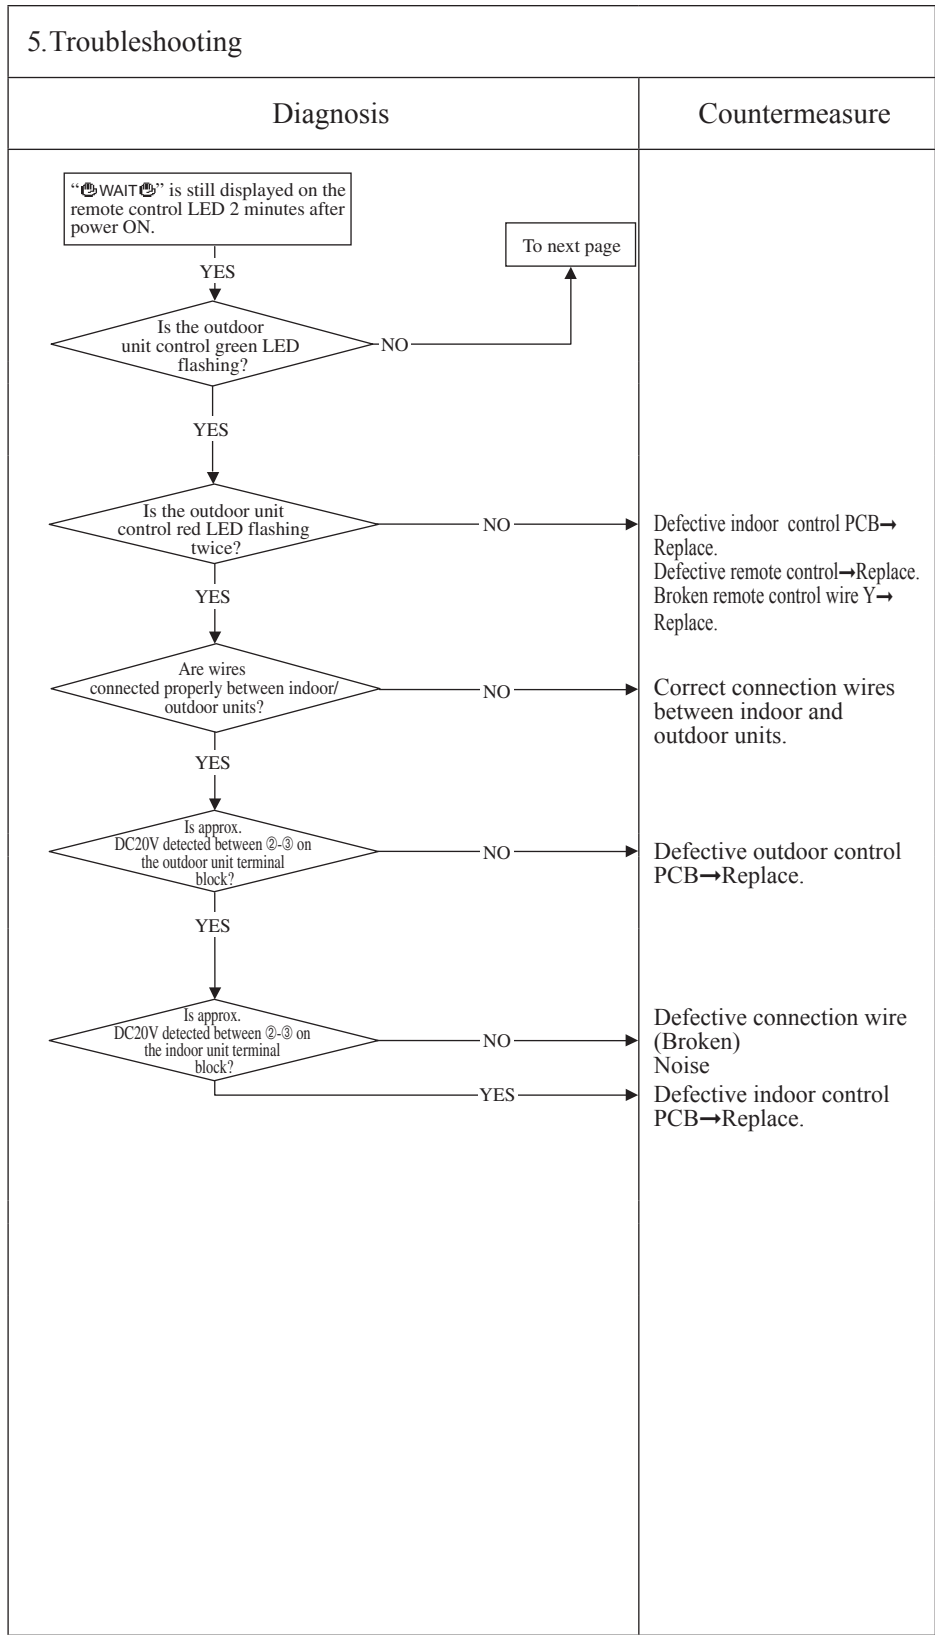 5.Troubleshooting
Diagnosis
Countermeasure
“WAIT” is still displayed on the
remote control LED 2 minutes after
power ON.
To next page
YES
Is the outdoor
unit control green LED
flashing?
NO
YES
Is the outdoor unit
control red LED flashing
twice?
NO
Defective indoor control PCB→
Replace.
Defective remote control→Replace.
Broken remote control wire Y→
Replace.
YES
Are wires
connected properly between indoor/
outdoor units?
NO
Correct connection wires
between indoor and
outdoor units.
YES
Is approx.
DC20V detected between ②-③ on
the outdoor unit terminal
block?
NO
Defective outdoor control
PCB→Replace.
YES
Is approx.
DC20V detected between ②-③ on
the indoor unit terminal
block?
NO
Defective connection wire
(Broken)
Noise
YES
Defective indoor control
PCB→Replace.